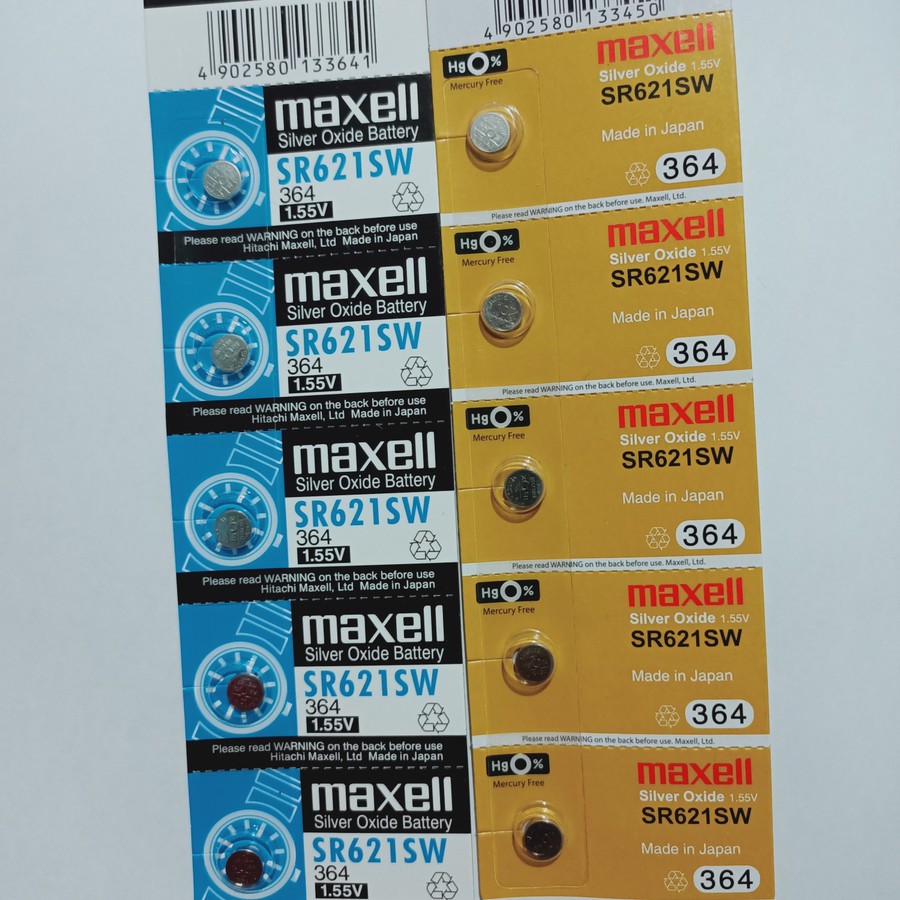 4 902580 133641
maxell
Silver Oxide Battery
SR621SW
364
1.55V
Please read WARNING on the back before use
Hitachi Maxell, Ltd Made in Japan
maxell
Silver Oxide Battery
SR621SW
364
1.55V
Please read WARNING on the back before use
Hitachi Maxell, Ltd Made in Japan
maxell
Silver Oxide Battery
SR621SW
364
1.55V
Please read WARNING on the back before use
Hitachi Maxell, Ltd Made in Japan
maxell
Silver Oxide Battery
SR621SW
364
1.55V
Please read WARNING on the back before use
Hitachi Maxell, Ltd Made in Japan
maxell
Silver Oxide Battery
SR621SW
364
1.55V
4 902580 133450
Hg0%
Mercury Free
maxell
Silver Oxide 1.55V
SR621SW
Made in Japan
364
Please read WARNING on the back before use. Maxell, Ltd.
Hg0%
Mercury Free
maxell
Silver Oxide 1.55V
SR621SW
Made in Japan
364
Please read WARNING on the back before use. Maxell, Ltd.
Hg0%
Mercury Free
maxell
Silver Oxide 1.55V
SR621SW
Made in Japan
364
Please read WARNING on the back before use. Maxell, Ltd.
Hg0%
Mercury Free
maxell
Silver Oxide 1.55V
SR621SW
Made in Japan
364
Please read WARNING on the back before use. Maxell, Ltd.
Hg0%
Mercury Free
maxell
Silver Oxide 1.55V
SR621SW
Made in Japan
364